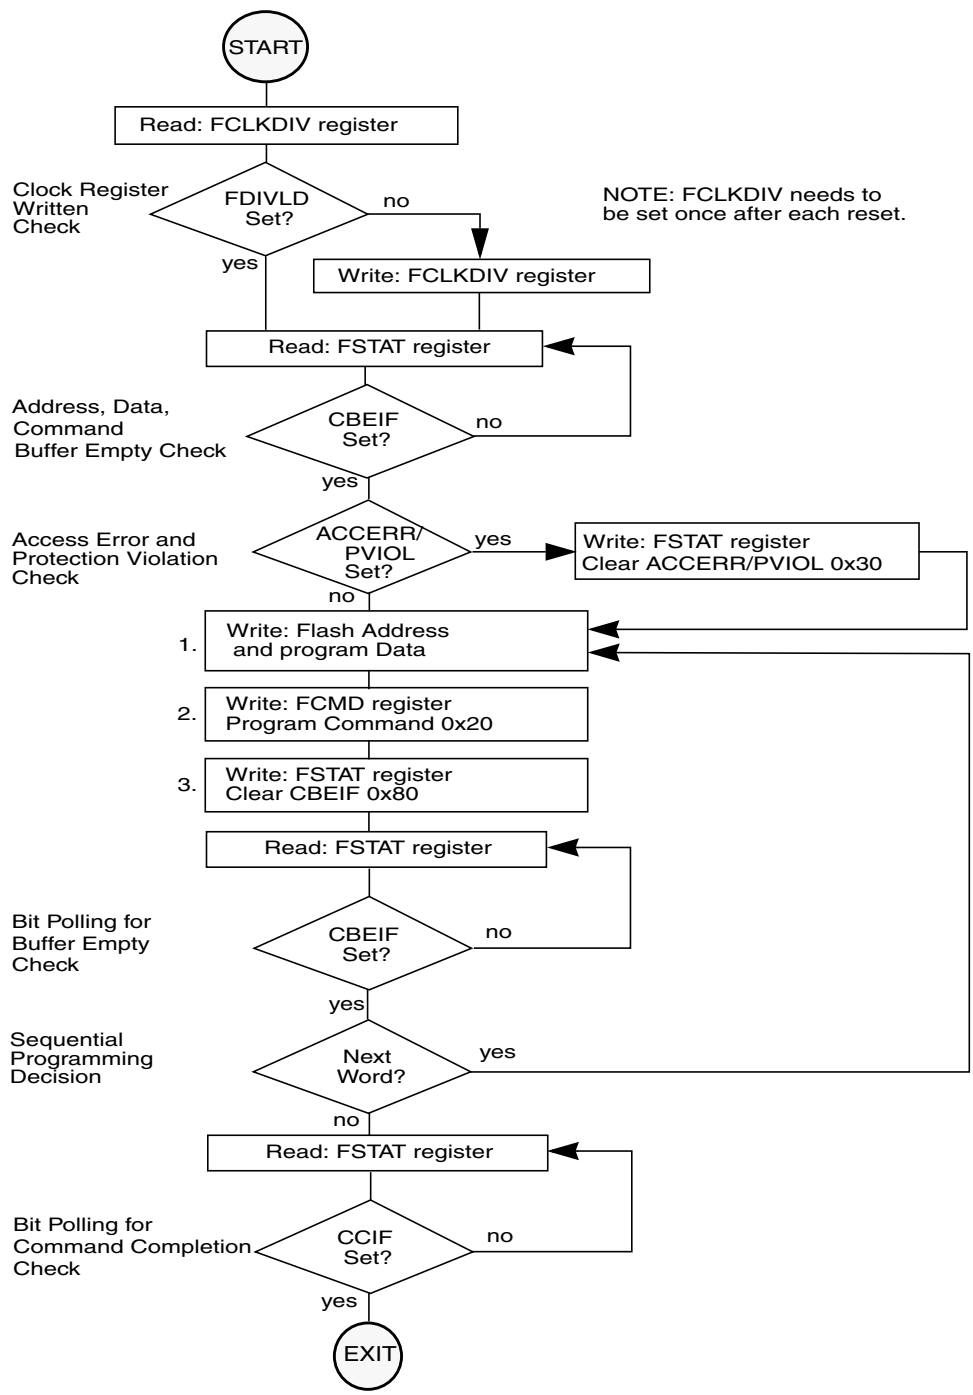 START
Read: FCLKDIV register
Clock Register
Written
Check
FDIVLD
Set?
no
yes
NOTE: FCLKDIV needs to
be set once after each reset.
Write: FCLKDIV register
Read: FSTAT register
Address, Data,
Command
Buffer Empty Check
CBEIF
Set?
no
yes
Access Error and
Protection Violation
Check
ACCERR/
PVIOL
Set?
yes
no
Write: FSTAT register
Clear ACCERR/PVIOL 0x30
1.
Write: Flash Address
and program Data
2.
Write: FCMD register
Program Command 0x20
3.
Write: FSTAT register
Clear CBEIF 0x80
Read: FSTAT register
Bit Polling for
Buffer Empty
Check
CBEIF
Set?
no
yes
Sequential
Programming
Decision
Next
Word?
yes
no
Read: FSTAT register
Bit Polling for
Command Completion
Check
CCIF
Set?
no
yes
EXIT